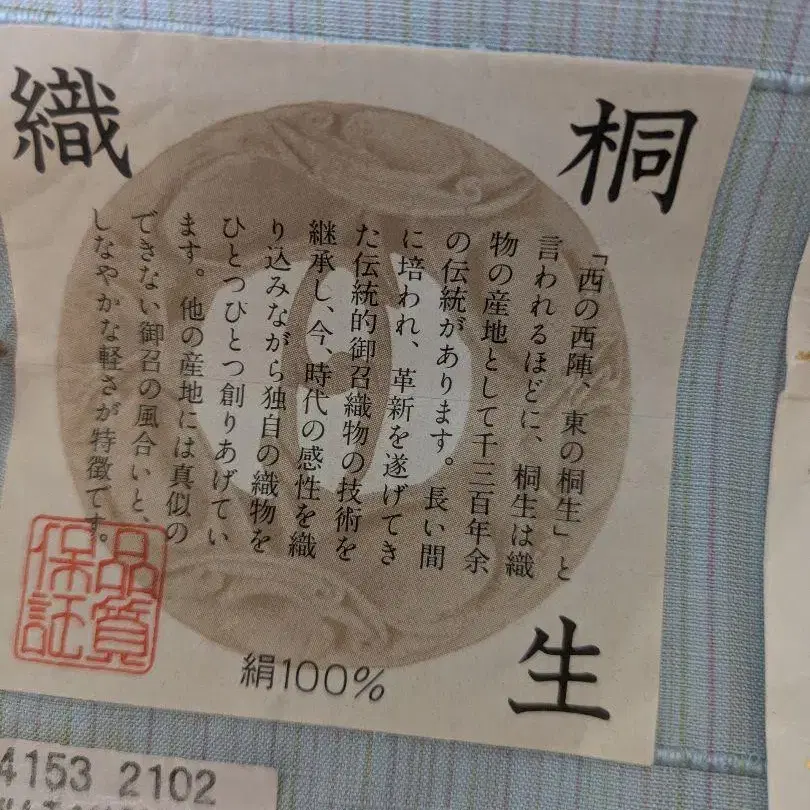 桐
生
織
「西の西陣、東の桐生」と
言われるほどに、桐生は織
物の産地として千三百年余
の伝統があります。長い間
に培われ、革新を遂げてき
た伝統的御召織物の技術を
継承し、今、時代の感性を織
り込みながら独自の織物を
ひとつひとつ創りあげてい
ます。他の産地には真似の
できない御召の風合いと、
しなやかな軽さが特徴です。
品質
保証
絹100%
4153 2102